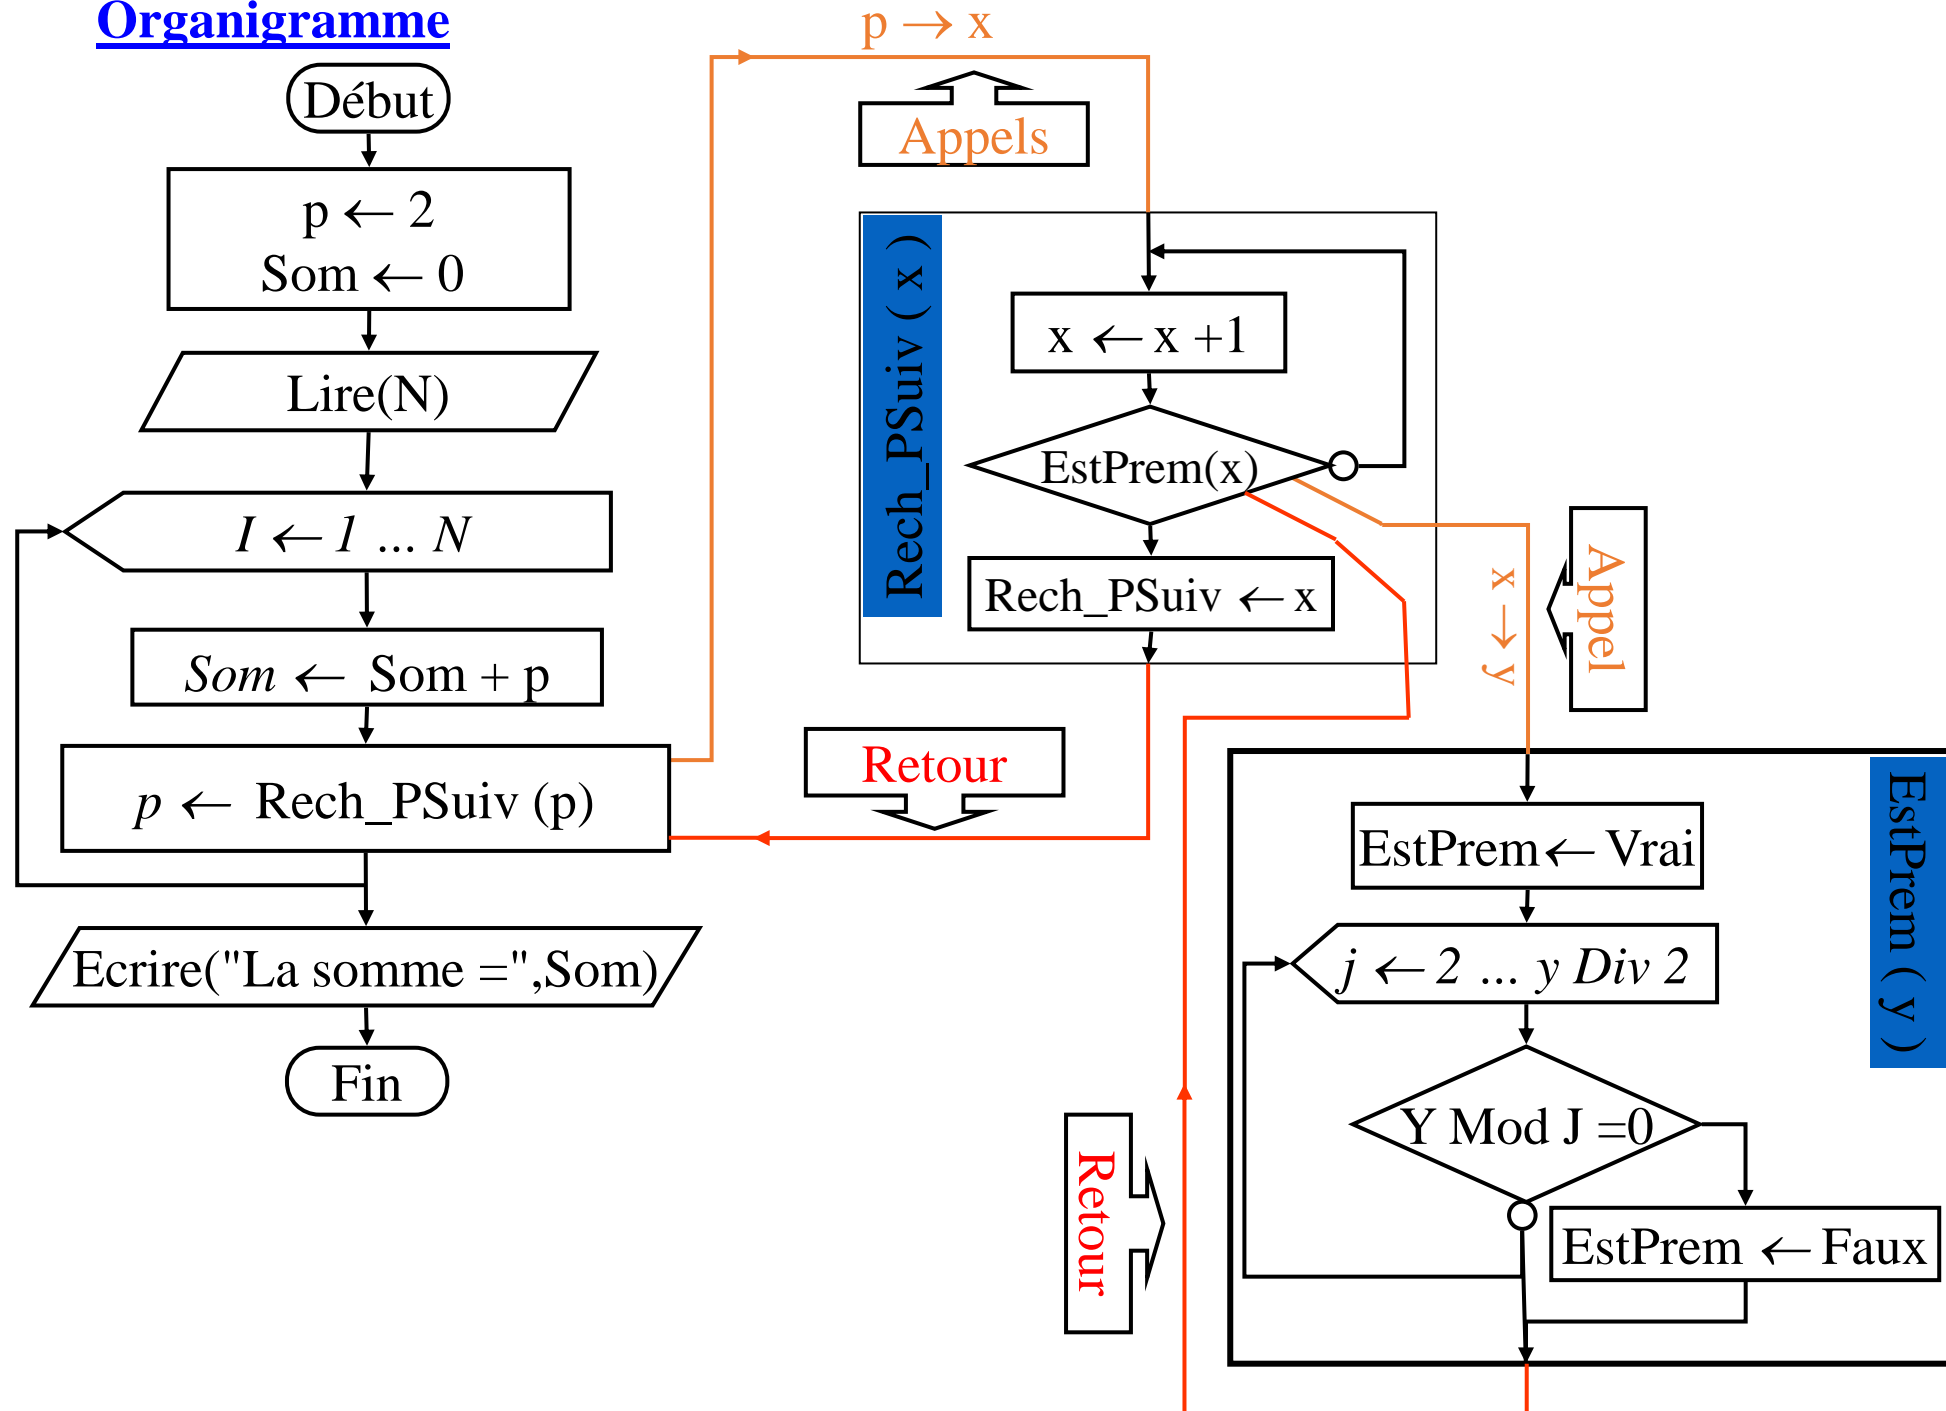 Organigramme
Début
p ← 2
Som ← 0
Lire(N)
I ← 1 ... N
Som ← Som + p
p ← Rech_PSuiv (p)
Ecrire("La somme =",Som)
Fin
p → x
Appels
Rech_PSuiv ( x )
x ← x +1
EstPrem(x)
Rech_PSuiv ← x
Retour
x → y
Appel
EstPrem ( y )
EstPrem ← Vrai
j ← 2 ... y Div 2
Y Mod J =0
EstPrem ← Faux
Retour